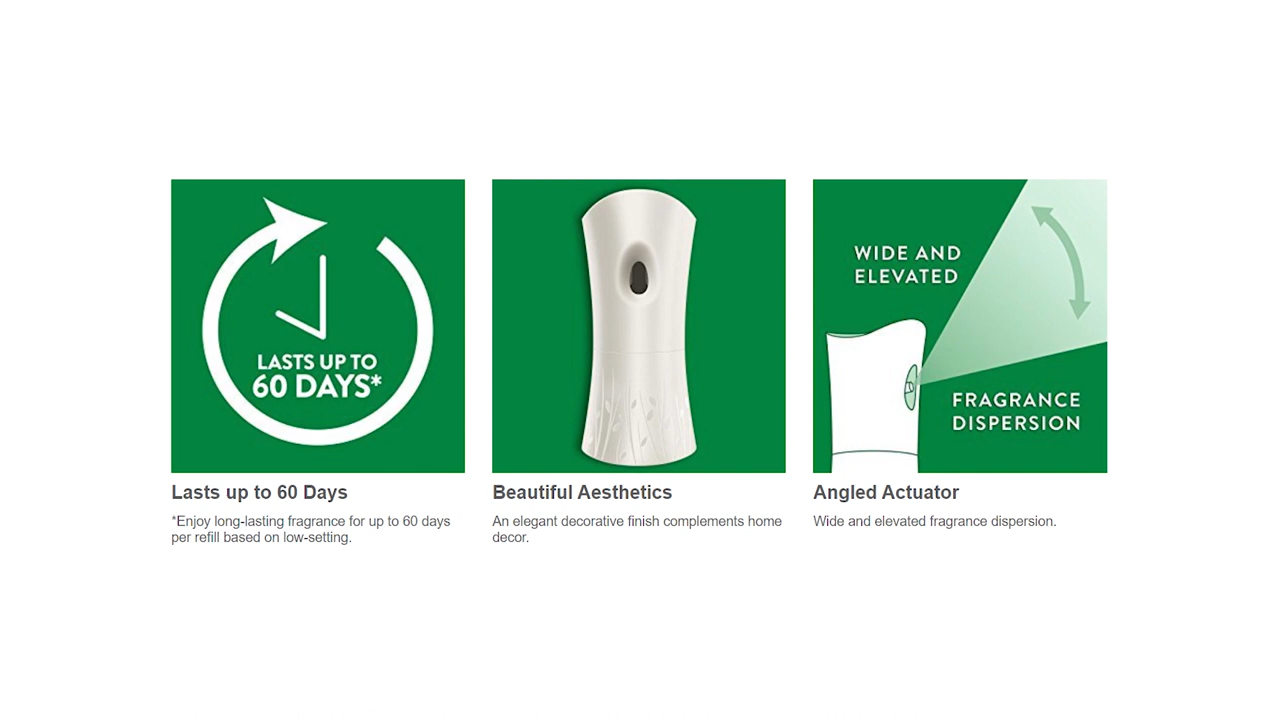 LASTS UP TO
60 DAYS*
WIDE AND
ELEVATED
FRAGRANCE
DISPERSION
Lasts up to 60 Days
*Enjoy long-lasting fragrance for up to 60 days
per refill based on low-setting.
Beautiful Aesthetics
An elegant decorative finish complements home
decor.
Angled Actuator
Wide and elevated fragrance dispersion.